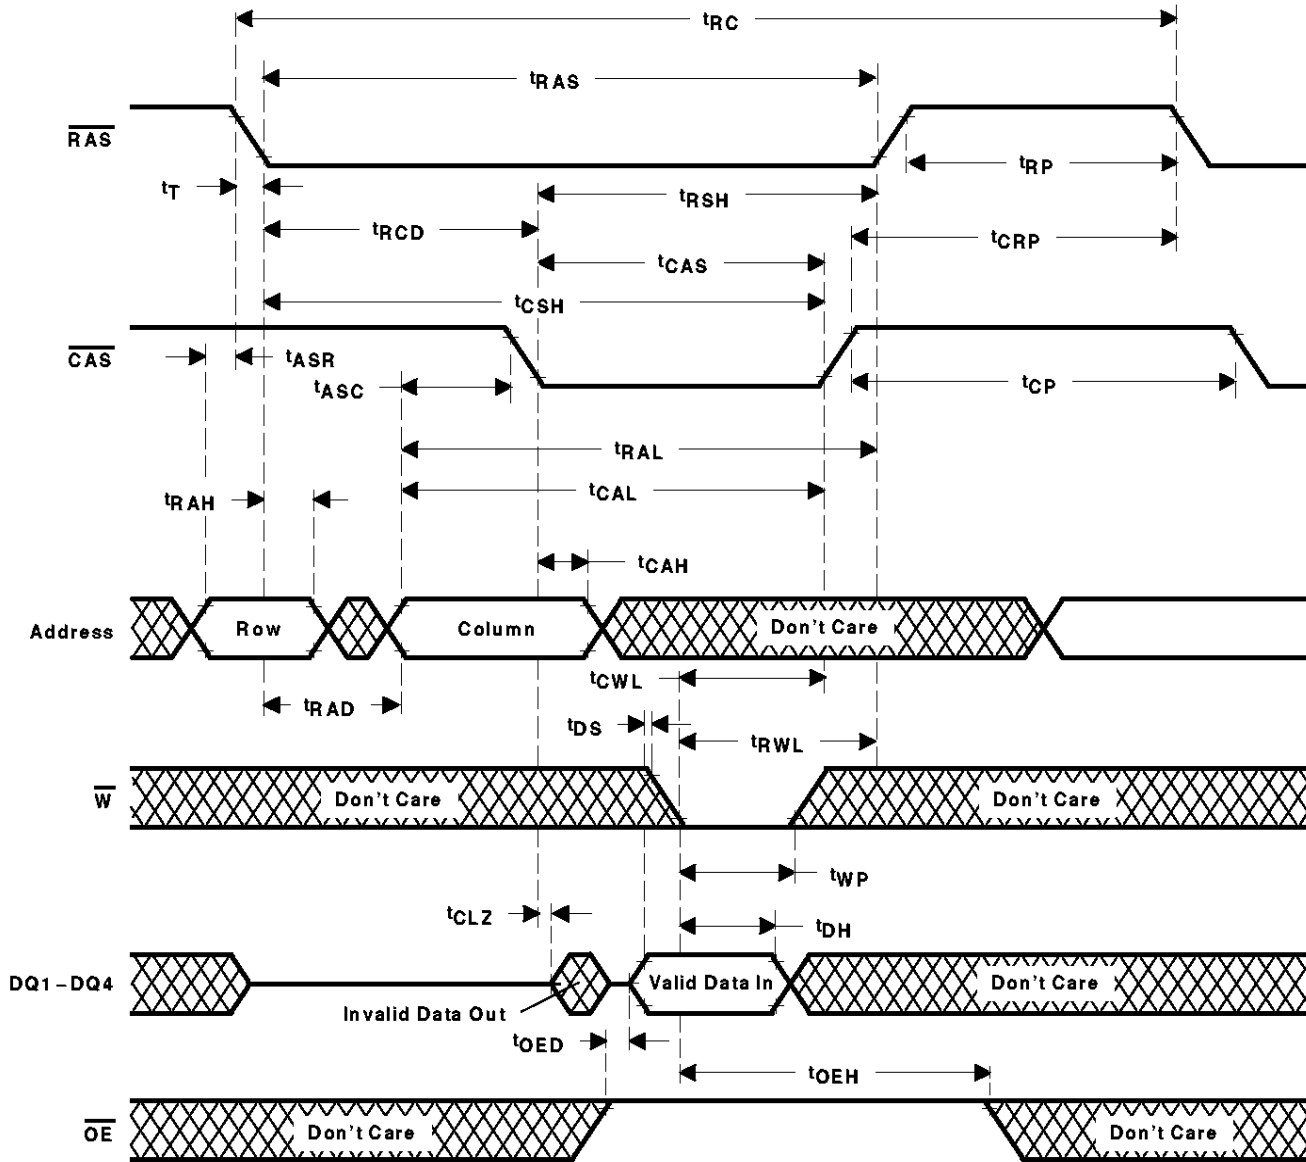 tRC
tRAS
RAS
tT
tRP
tRSH
tRCD
tCRP
tCAS
tCSH
CAS
tASR
tASC
tCP
tRAL
tRAH
tCAL
tCAH
Address
Row
Column
Don't Care
tCWL
tRAD
tDS
tRWL
W
Don't Care
Don't Care
tWP
tCLZ
tDH
DQ1–DQ4
Valid Data In
Don't Care
Invalid Data Out
tOED
tOEH
OE
Don't Care
Don't Care